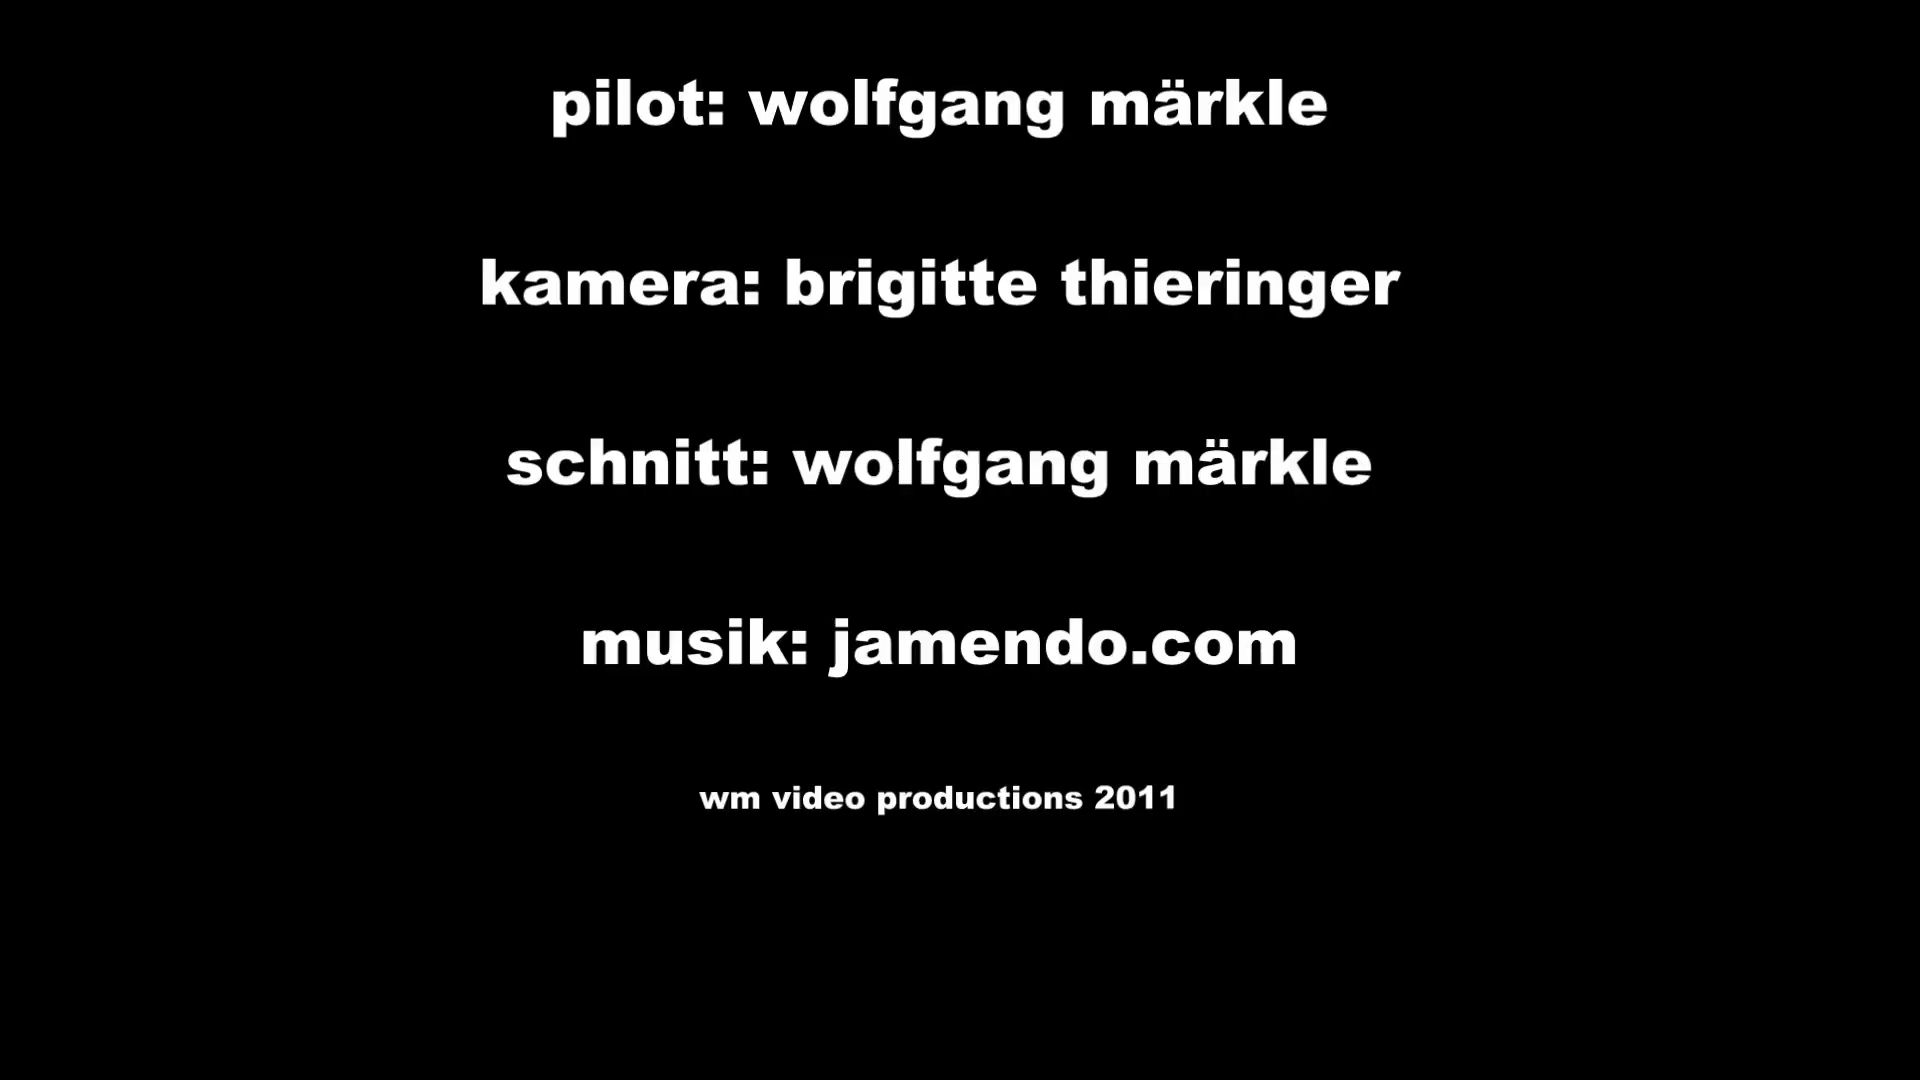 pilot: wolfgang märkle
kamera: brigitte thieringer
schnitt: wolfgang märkle
musik: jamendo.com
wm video productions 2011